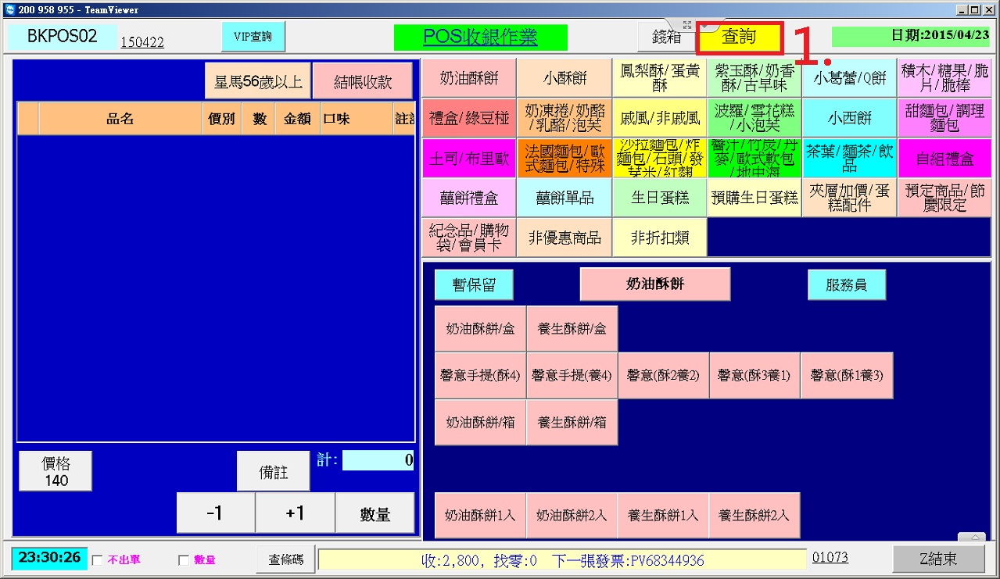 200 958 955 - TeamViewer
BKPOS02
150422
VIP查詢
POS收銀作業
錢箱
查詢
1.
日期:2015/04/23
星馬56歲以上
結帳收款
品名
價別
數
金額
口味
註
奶油酥餅
小酥餅
鳳梨酥/蛋黃
酥
紫玉酥/奶香
酥/古早味
小葛蕾/Q餅
積木/糖果/脆
片/脆棒
禮盒/綠豆椪
奶凍捲/奶酪
/乳酪/泡芙
戚風/非戚風
波羅/雪花糕
/小泡芙
小西餅
甜麵包/調理
麵包
土司/布里歐
法國麵包/歐
式麵包/特殊
沙拉麵包/炸
麵包/石頭/發
芽米/紅麴
醬汁/竹炭/丹
麥/歐式軟包
/地中海
茶葉/麵茶/飲
品
自組禮盒
囍餅禮盒
囍餅單品
生日蛋糕
預購生日蛋糕
夾層加價/蛋
糕配件
預定商品/節
慶限定
紀念品/購物
袋/會員卡
非優惠商品
非折扣類
暫保留
奶油酥餅
服務員
奶油酥餅/盒
養生酥餅/盒
馨意手提(酥4)
馨意手提(養4)
馨意(酥2養2)
馨意(酥3養1)
馨意(酥1養3)
奶油酥餅/箱
養生酥餅/箱
奶油酥餅1入
奶油酥餅2入
養生酥餅1入
養生酥餅2入
價格
140
備註
計:
0
-1
+1
數量
23:30:26
不出單
數量
查條碼
收:2,800, 找零:0 下一張發票:PV68344936
01073
Z結束